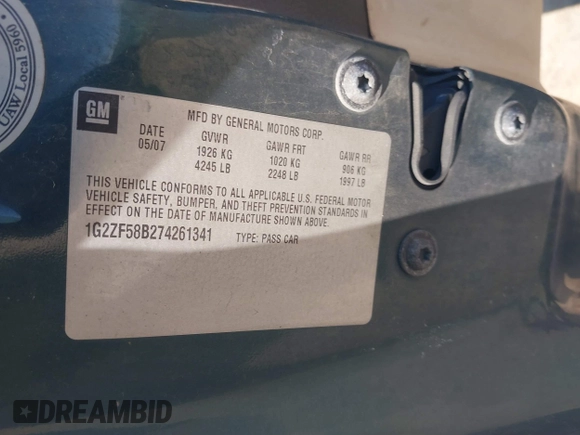 UAW Local 5960
GM
MFD BY GENERAL MOTORS CORP.
DATE GVWR GAWR FRT GAWR RR
05/07 1926 KG 1020 KG 906 KG
4245 LB 2248 LB 1997 LB
THIS VEHICLE CONFORMS TO ALL APPLICABLE U.S. FEDERAL MOTOR
VEHICLE SAFETY, BUMPER, AND THEFT PREVENTION STANDARDS IN
EFFECT ON THE DATE OF MANUFACTURE SHOWN ABOVE.
1G2ZF58B274261341 TYPE: PASS CAR
DREAMBID